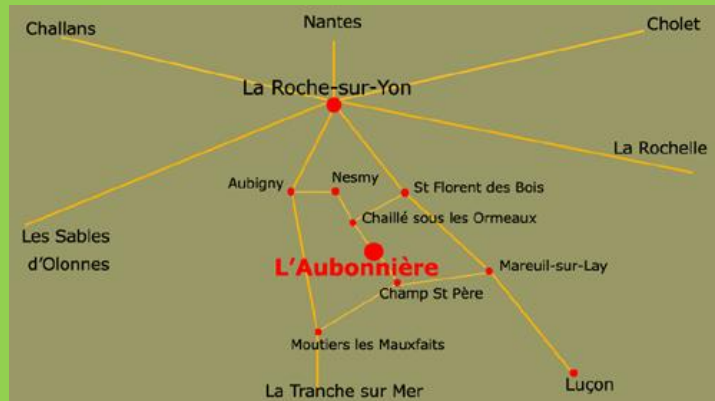 Nantes
Challans
Cholet
La Roche-sur-Yon
La Rochelle
Aubigny
Nesmy
St Florent des Bois
Chaillé sous les Ormeaux
Les Sables
d'Olonnes
L'Aubonnière
Mareuil-sur-Lay
Champ St Père
Moutiers les Mauxfaits
La Tranche sur Mer
Luçon